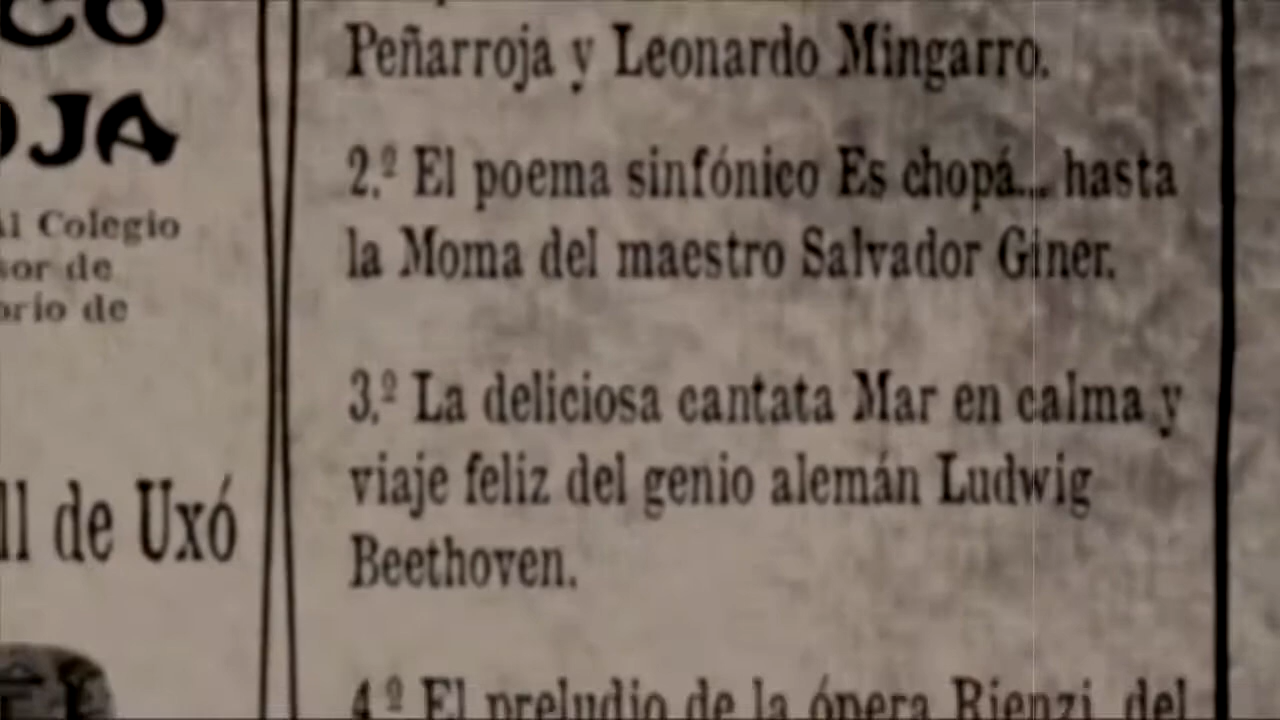 CO
OJA
Al Colegio
sor de
orio de
ll de Uxó
Peñarroja y Leonardo Mingarro.
2.º El poema sinfónico Es chopá... hasta
la Moma del maestro Salvador Giner.
3.º La deliciosa cantata Mar en calma y
viaje feliz del genio alemán Ludwig
Beethoven.
4.º El preludio de la ópera Rienzi, del